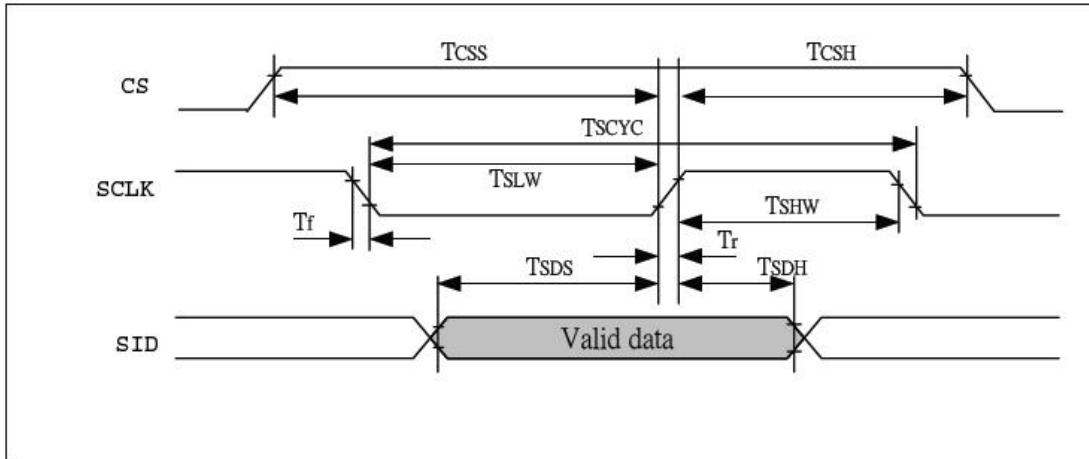 TCSS
TCSH
CS
TSCYC
SCLK
TSLW
TSHW
Tf
Tr
TSDS
TSDH
SID
Valid data